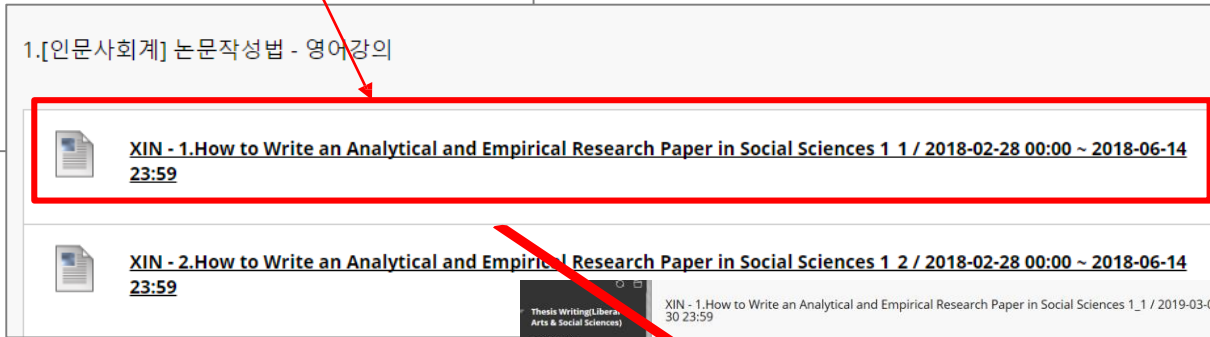 1.[인문사회계] 논문작성법 - 영어강의
XIN - 1.How to Write an Analytical and Empirical Research Paper in Social Sciences 1_1 / 2018-02-28 00:00 ~ 2018-06-14
23:59
XIN - 2.How to Write an Analytical and Empirical Research Paper in Social Sciences 1_2 / 2018-02-28 00:00 ~ 2018-06-14
23:59
Thesis Writing(Liberal
Arts & Social Sciences)
XIN - 1.How to Write an Analytical and Empirical Research Paper in Social Sciences 1_1 / 2019-03-0
30 23:59